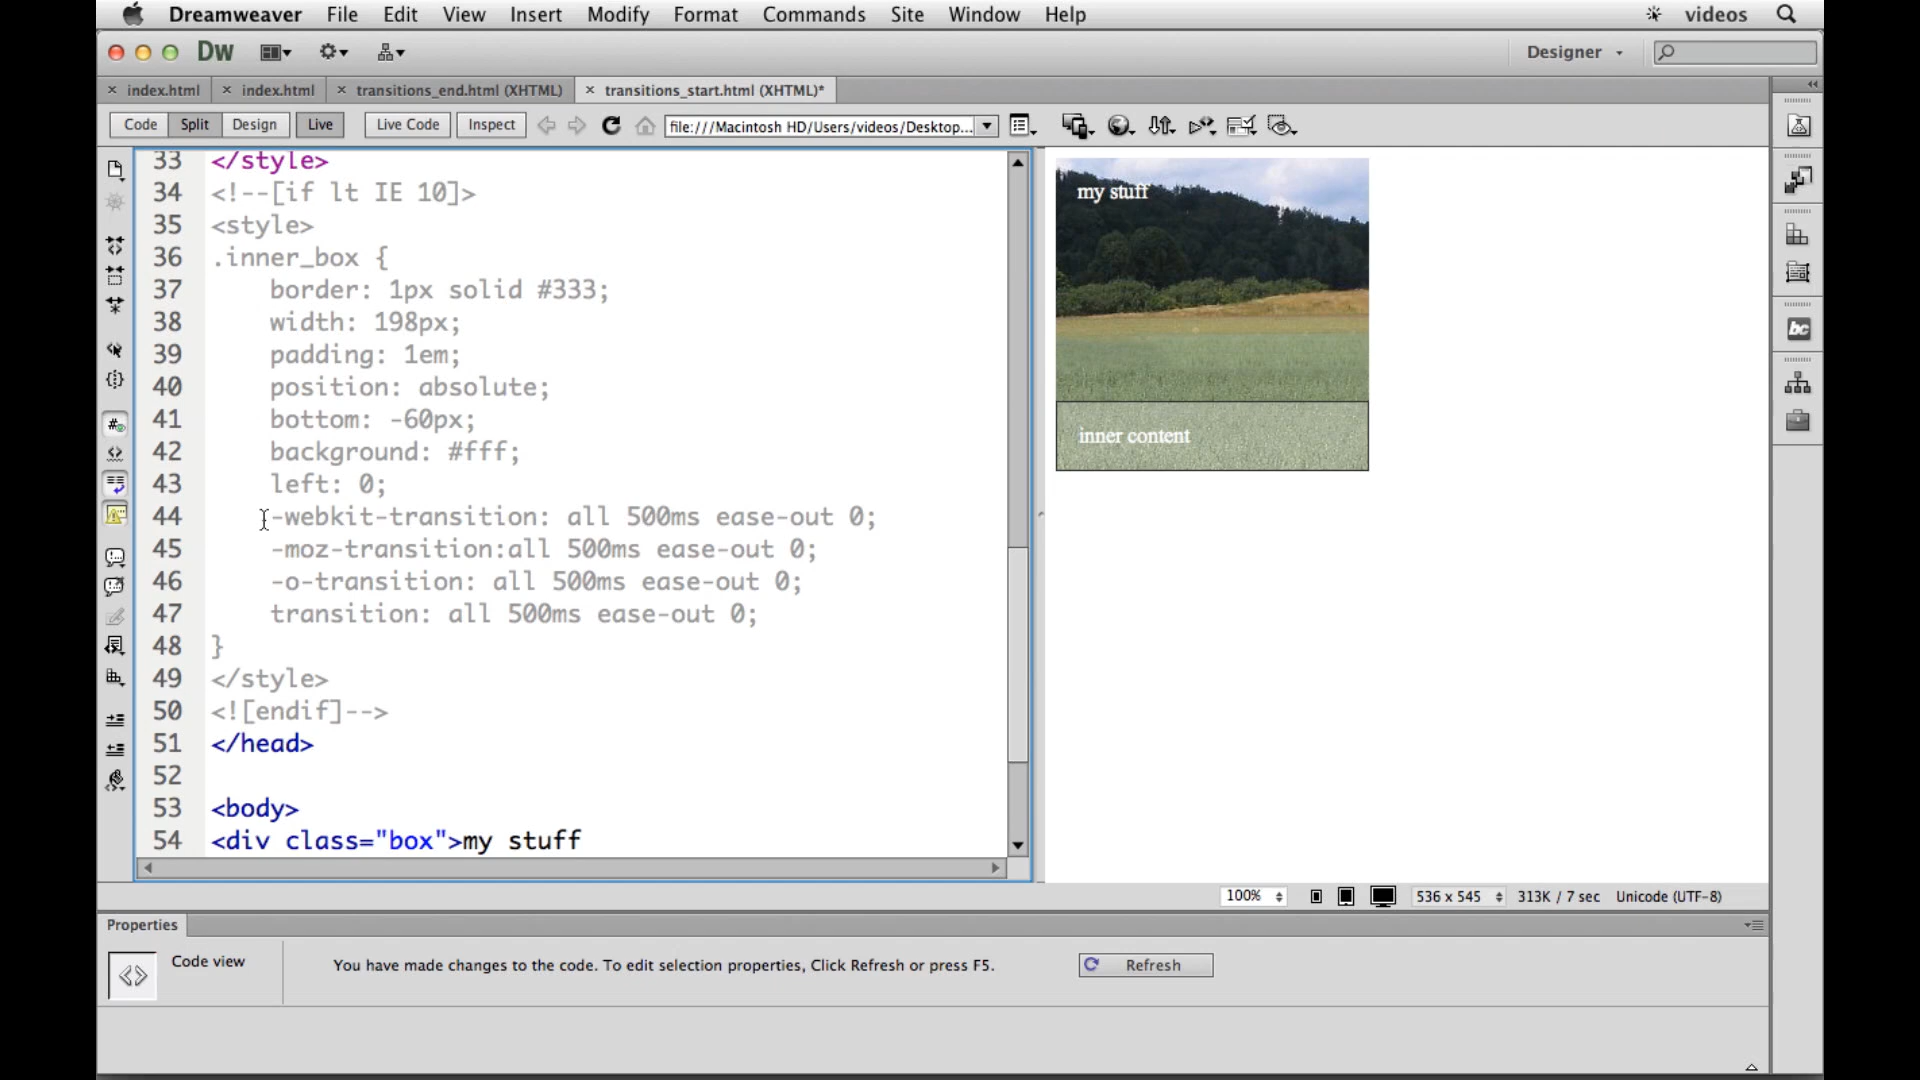 Dreamweaver File Edit View Insert Modify Format Commands Site Window Help videos
Dw Designer
index.html index.html transitions_end.html (XHTML) transitions_start.html (XHTML)*
Code Split Design Live Live Code Inspect file:///Macintosh HD/Users/videos/Desktop...
33 </style>
34 <!--[if lt IE 10]>
35 <style>
36 .inner_box {
37 border: 1px solid #333;
38 width: 198px;
39 padding: 1em;
40 position: absolute;
41 bottom: -60px;
42 background: #fff;
43 left: 0;
44 -webkit-transition: all 500ms ease-out 0;
45 -moz-transition:all 500ms ease-out 0;
46 -o-transition: all 500ms ease-out 0;
47 transition: all 500ms ease-out 0;
48 }
49 </style>
50 <![endif]-->
51 </head>
52
53 <body>
54 <div class="box">my stuff
my stuff
inner content
bc
100% 536 x 545 313K / 7 sec Unicode (UTF-8)
Properties
Code view
You have made changes to the code. To edit selection properties, Click Refresh or press F5.
Refresh